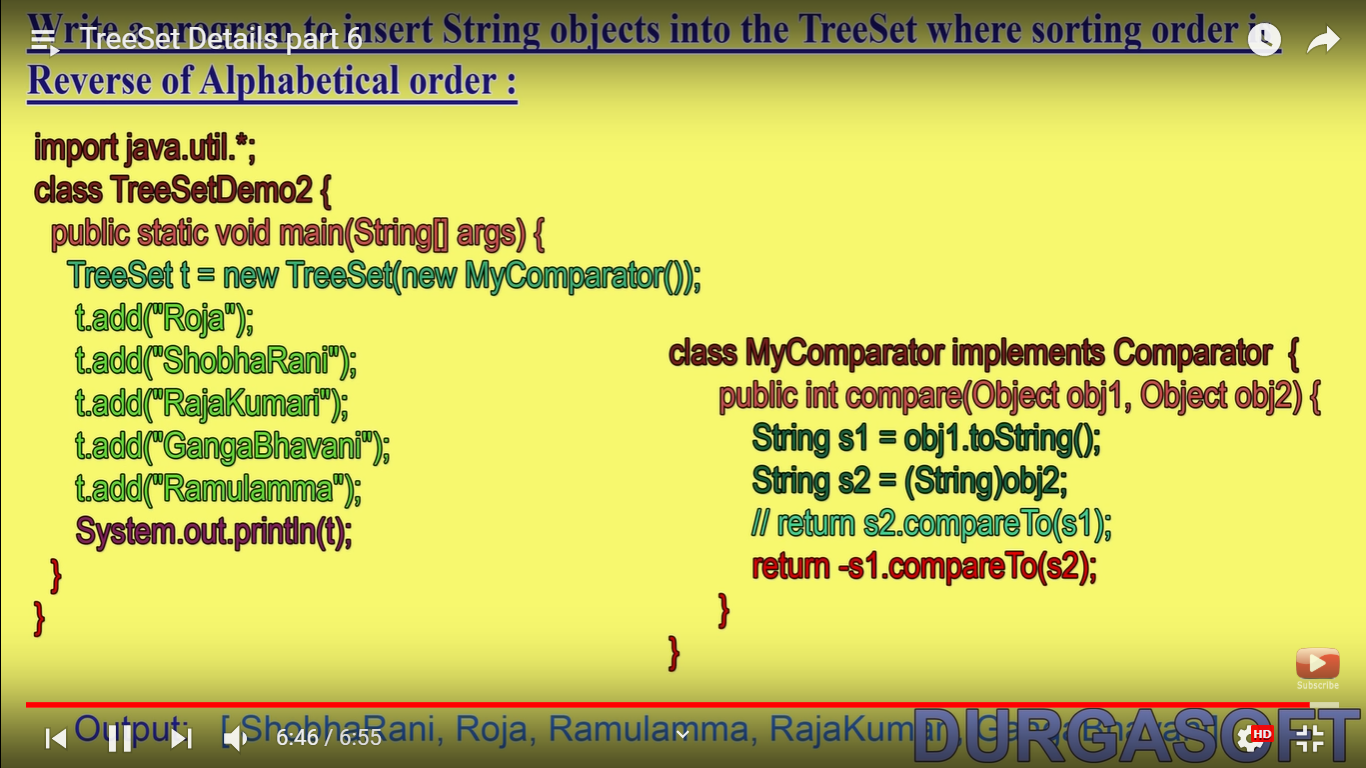 Write a program to insert String objects into the TreeSet where sorting order is
TreeSet Details part 6
Reverse of Alphabetical order :
import java.util.*;
class TreeSetDemo2 {
public static void main(String[] args) {
TreeSet t = new TreeSet(new MyComparator());
t.add("Roja");
t.add("ShobhaRani");
t.add("RajaKumari");
t.add("GangaBhavani");
t.add("Ramulamma");
System.out.println(t);
}
}
class MyComparator implements Comparator {
public int compare(Object obj1, Object obj2) {
String s1 = obj1.toString();
String s2 = (String)obj2;
// return s2.compareTo(s1);
return -s1.compareTo(s2);
}
}
Subscribe
Output: [ ShobhaRani, Roja, Ramulamma, RajaKumari, GangaBhavani]
6:46 / 6:55
HD
DURGASOFT